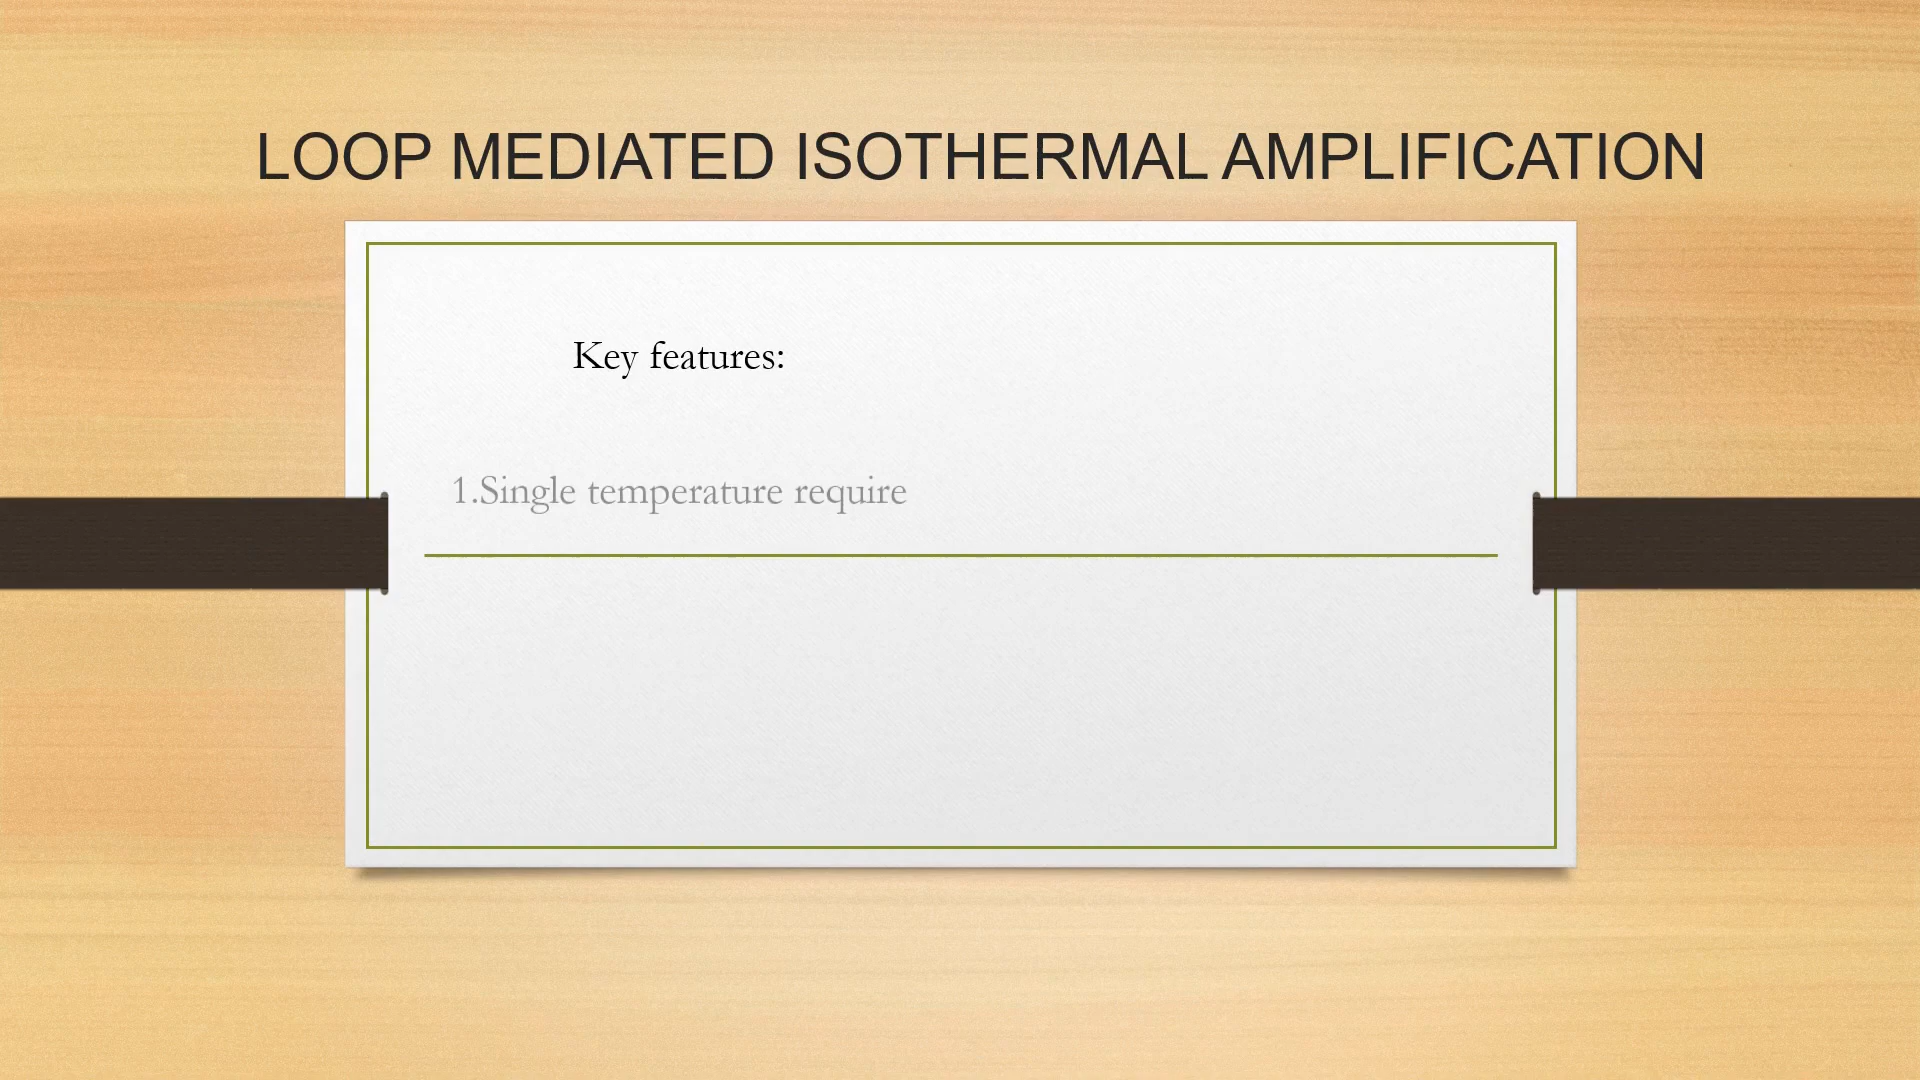 LOOP MEDIATED ISOTHERMAL AMPLIFICATION
Key features:
1.Single temperature require